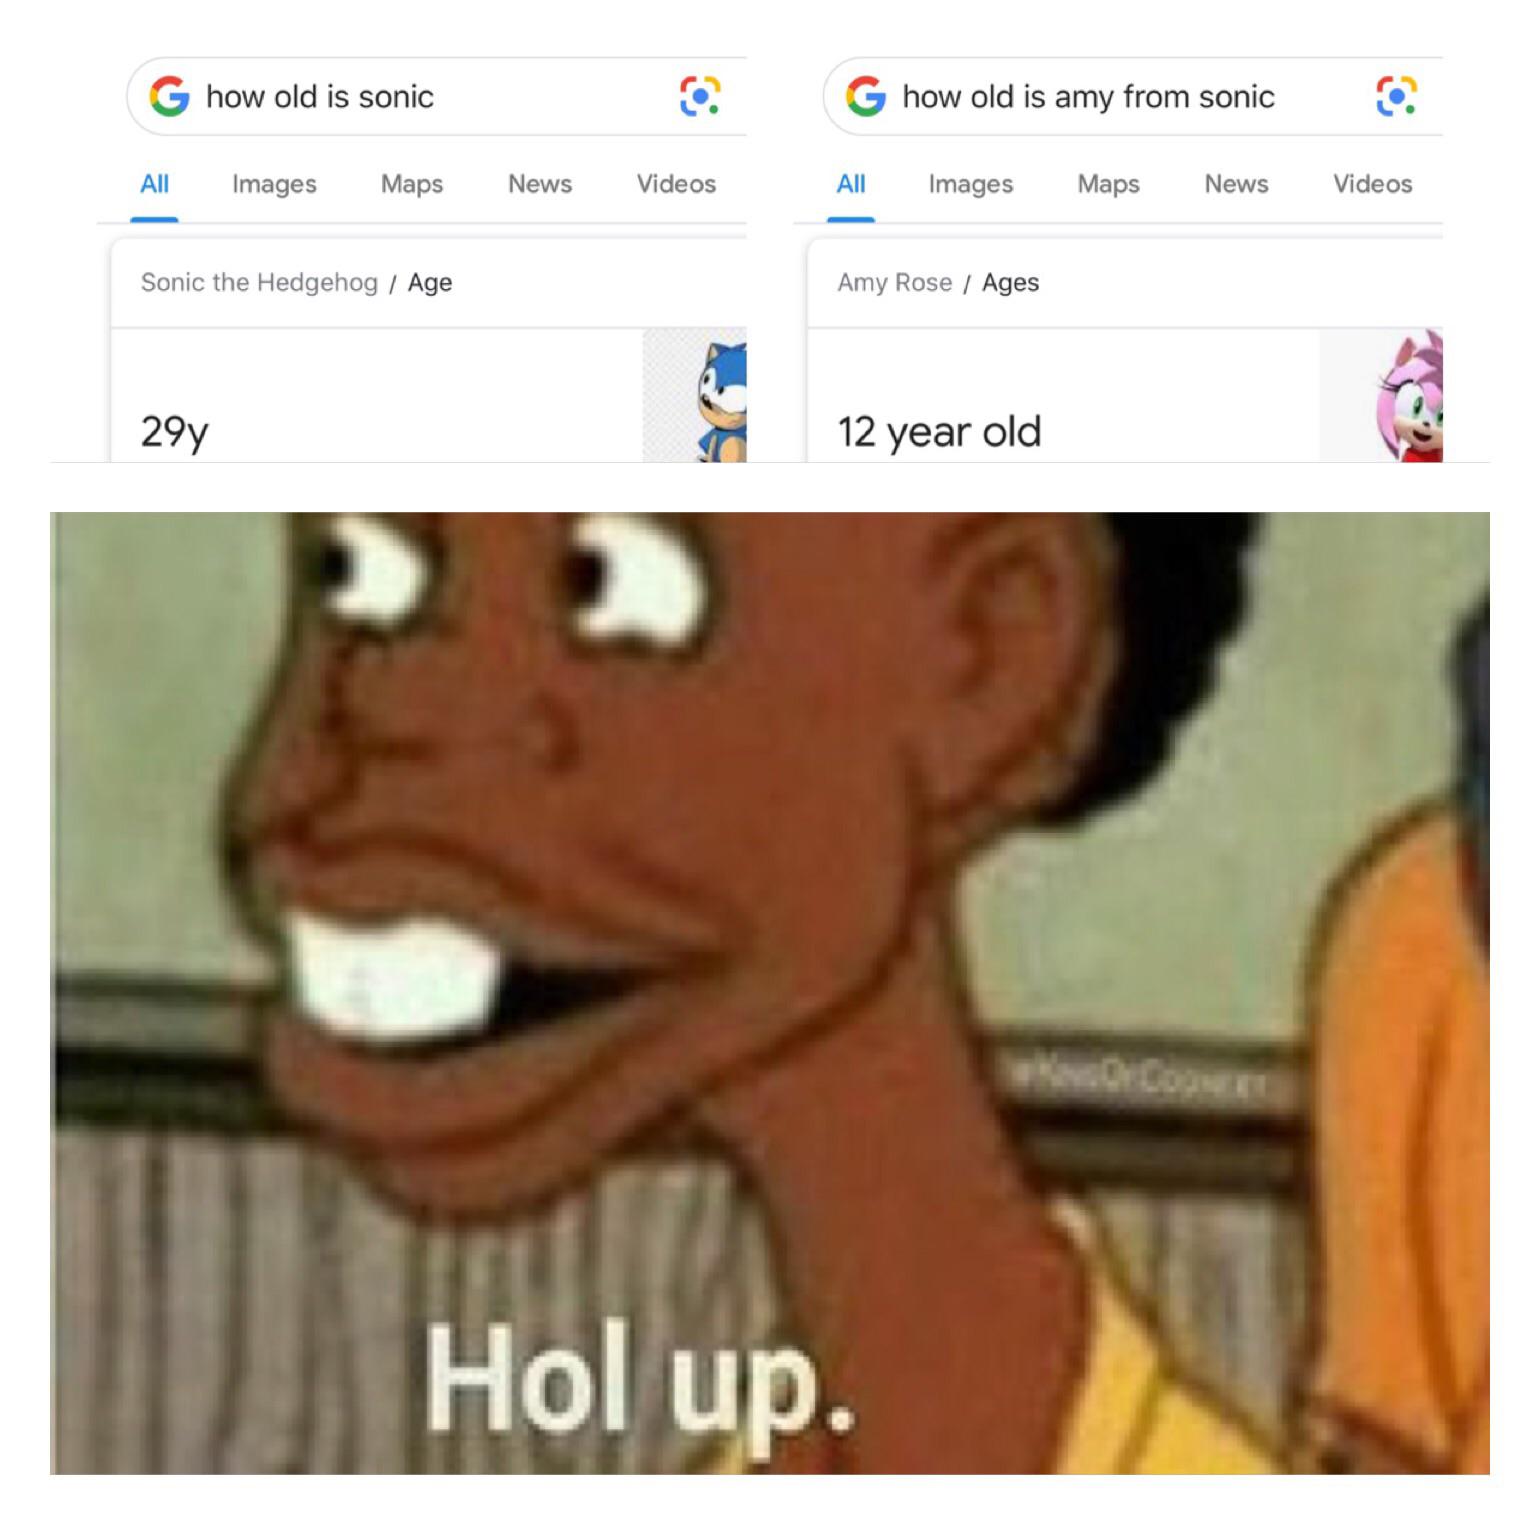 how old is sonic
All Images Maps News Videos
Sonic the Hedgehog / Age
29y
how old is amy from sonic
All Images Maps News Videos
Amy Rose / Ages
12 year old
Hol up.